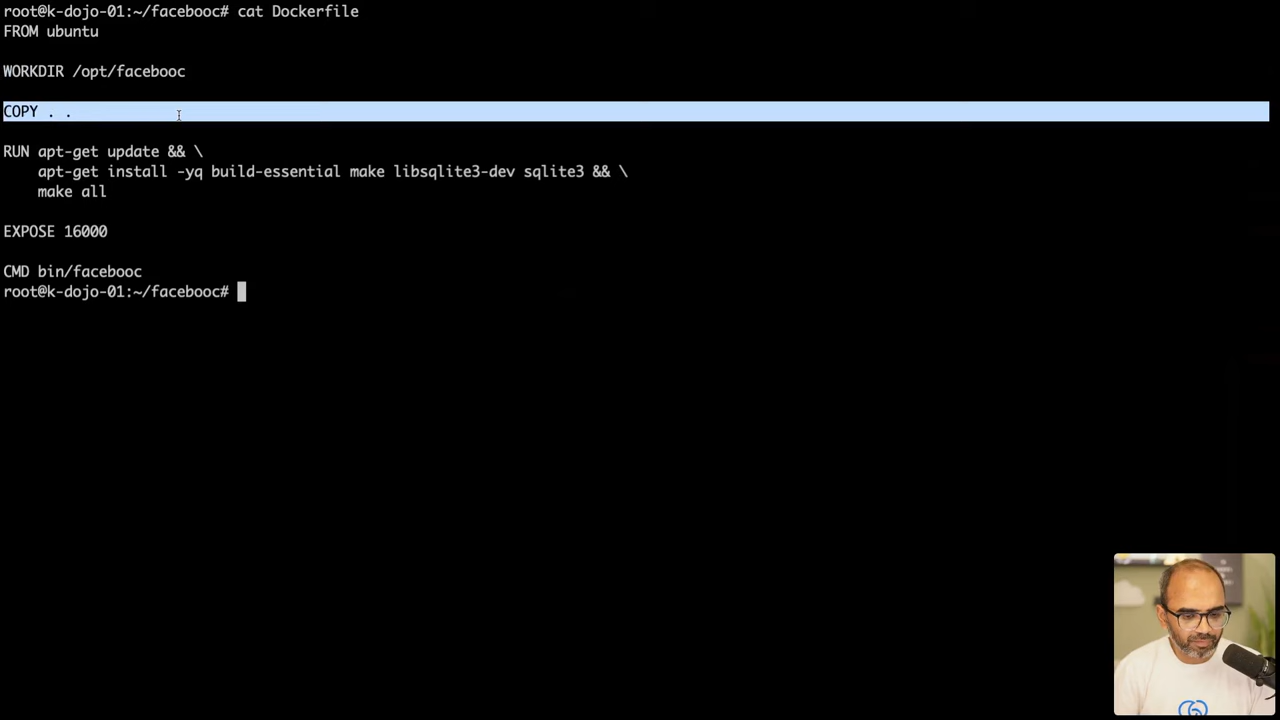 root@k-dojo-01:~/facebooc# cat Dockerfile
FROM ubuntu
WORKDIR /opt/facebooc
COPY . .
RUN apt-get update && \
    apt-get install -yq build-essential make libsqlite3-dev sqlite3 && \
    make all
EXPOSE 16000
CMD bin/facebooc
root@k-dojo-01:~/facebooc#